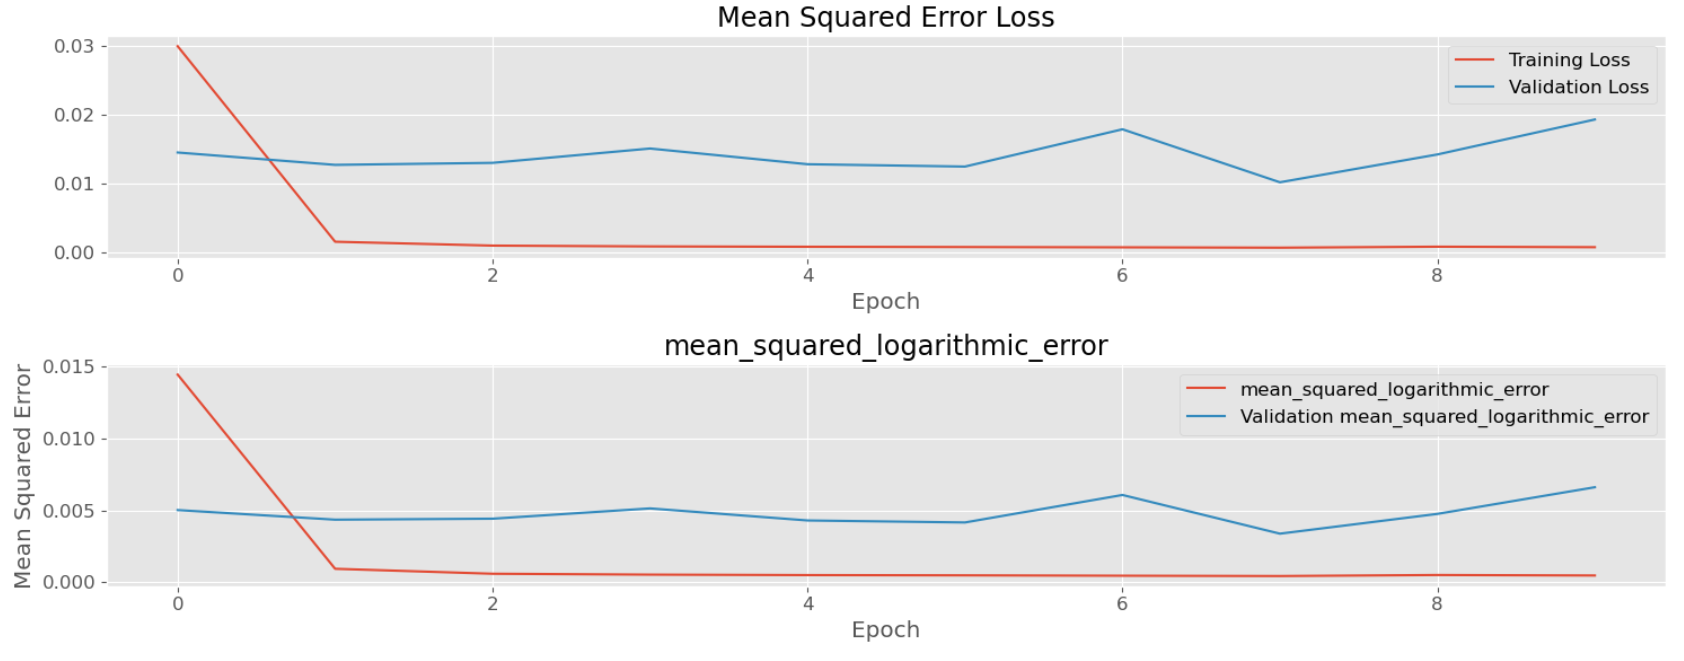 Mean Squared Error Loss
0.03
0.02
0.01
0.00
Training Loss
Validation Loss
0 2 4 6 8
Epoch
mean_squared_logarithmic_error
Mean Squared Error
0.015
0.010
0.005
0.000
mean_squared_logarithmic_error
Validation mean_squared_logarithmic_error
0 2 4 6 8
Epoch